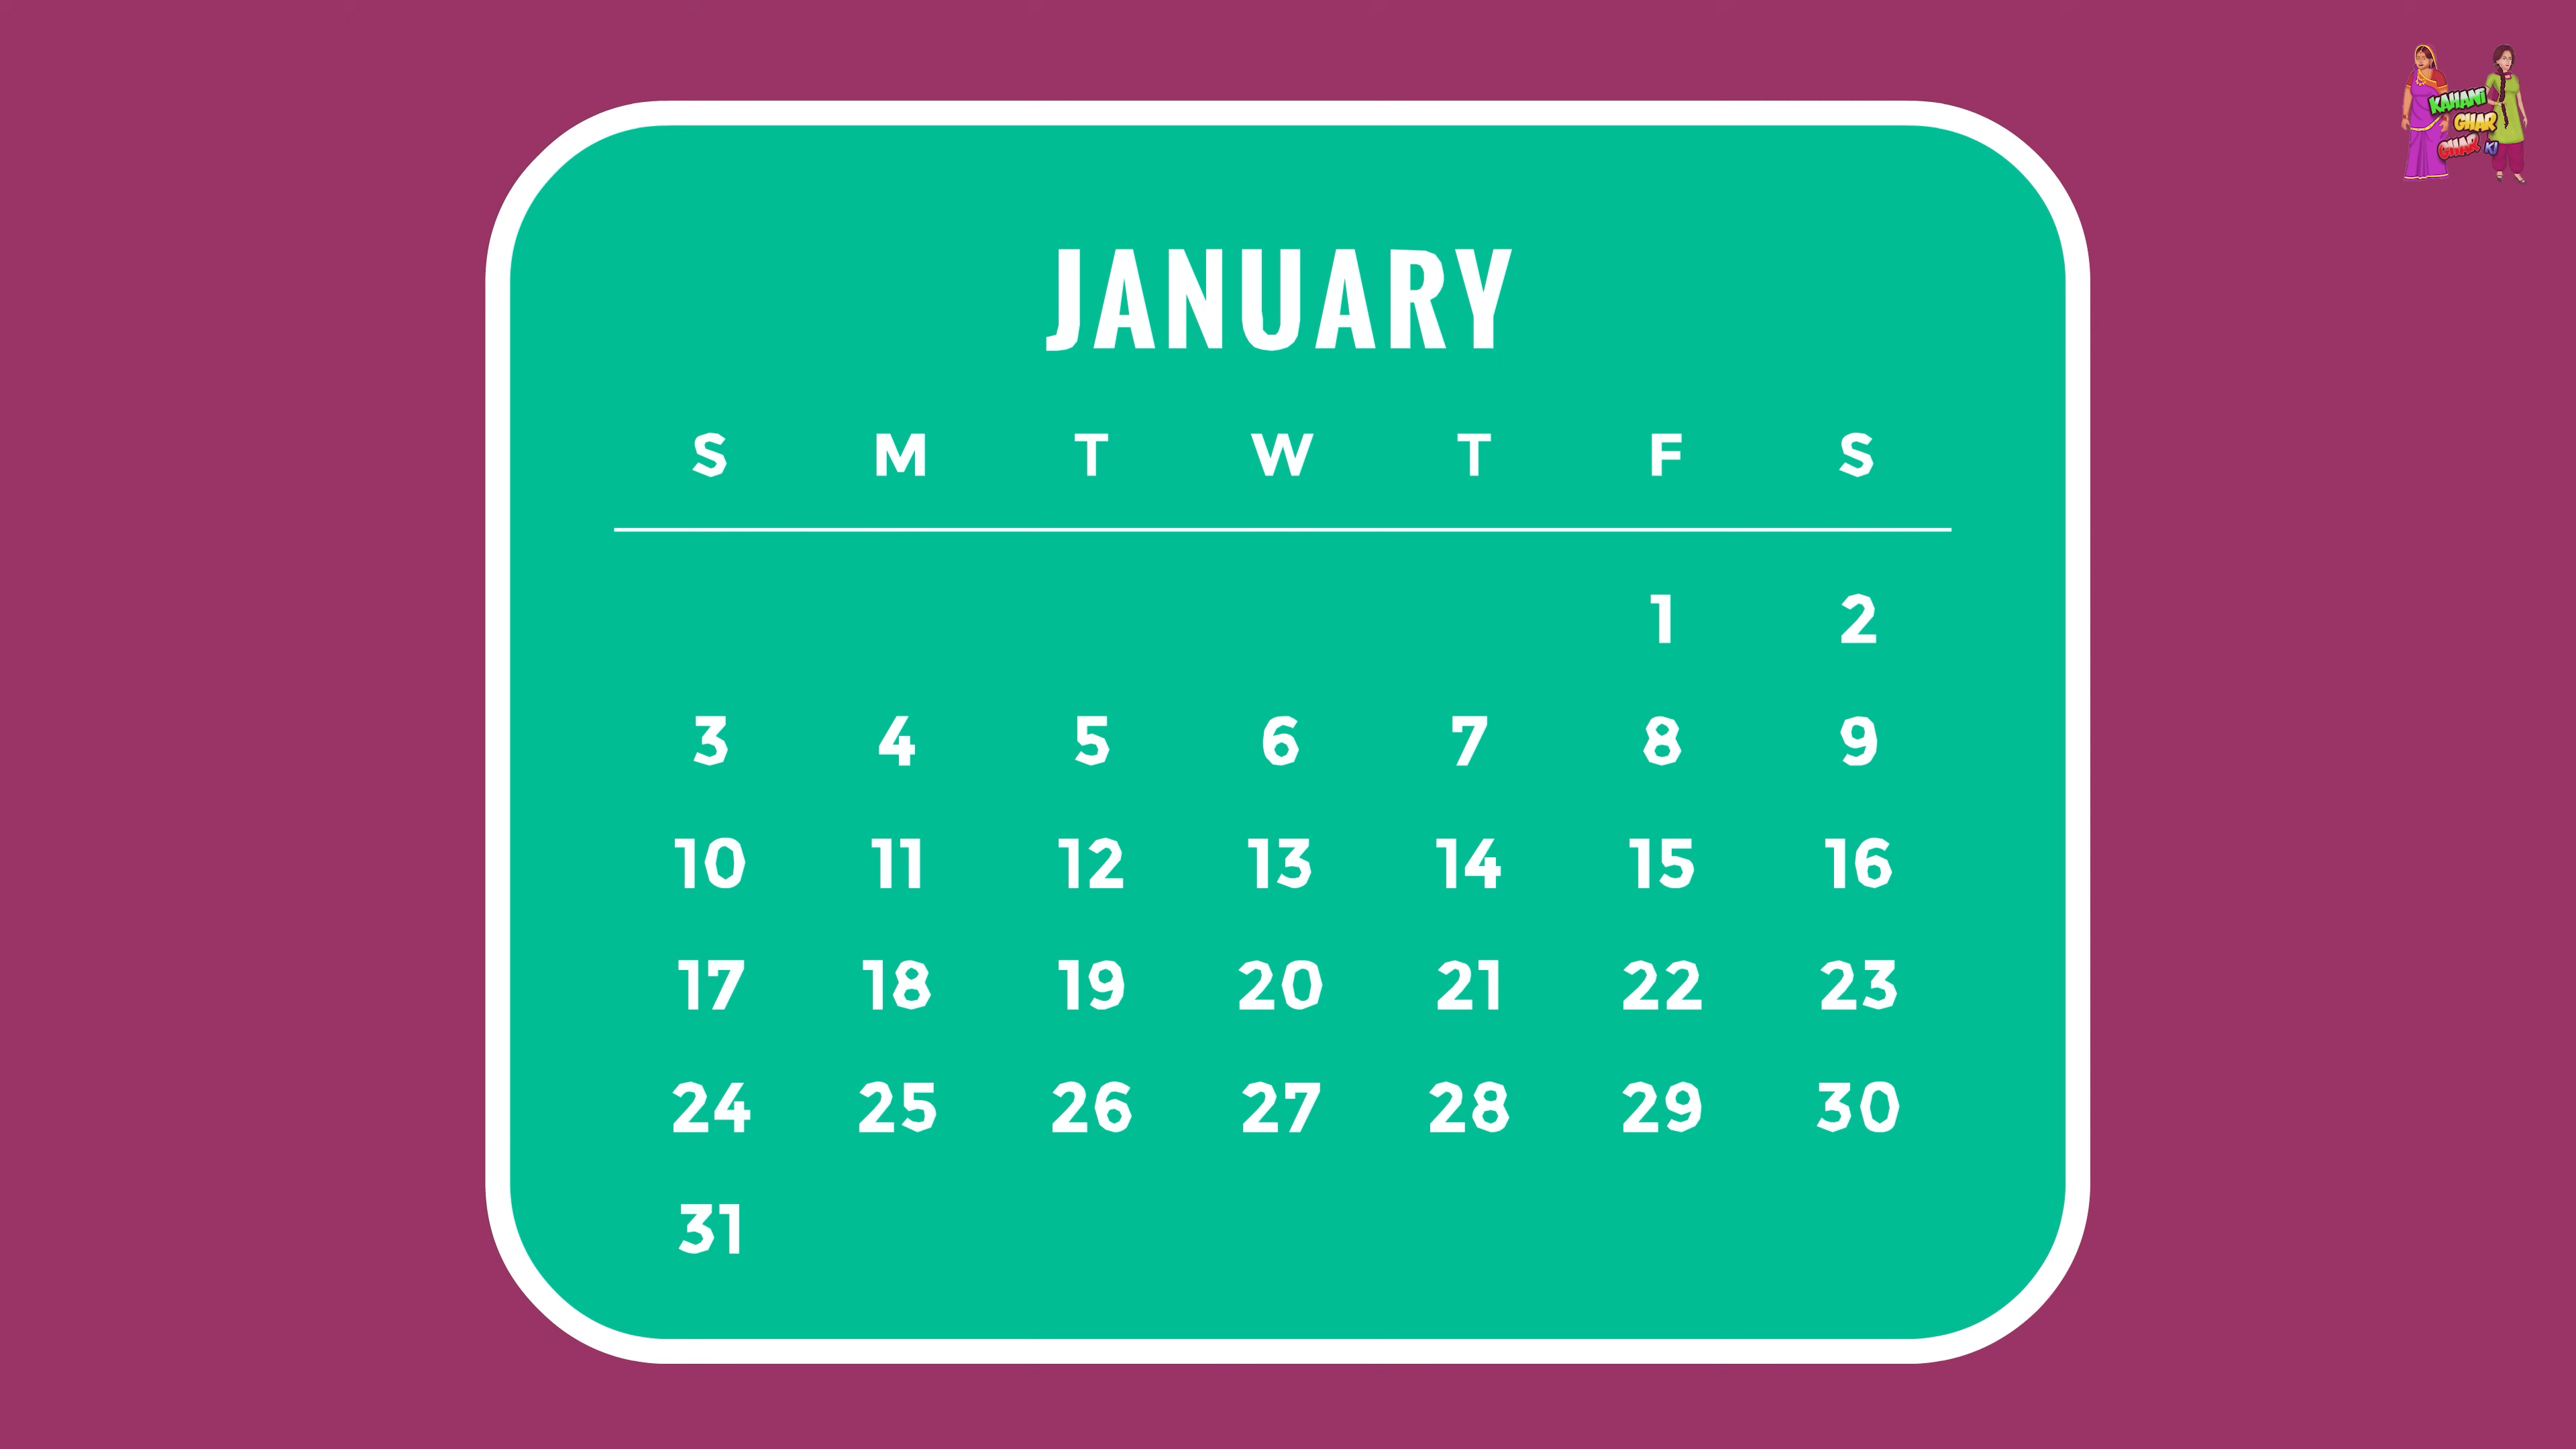 KAHANI
GHAR
GHAR KI
JANUARY
S M T W T F S
1 2
3 4 5 6 7 8 9
10 11 12 13 14 15 16
17 18 19 20 21 22 23
24 25 26 27 28 29 30
31